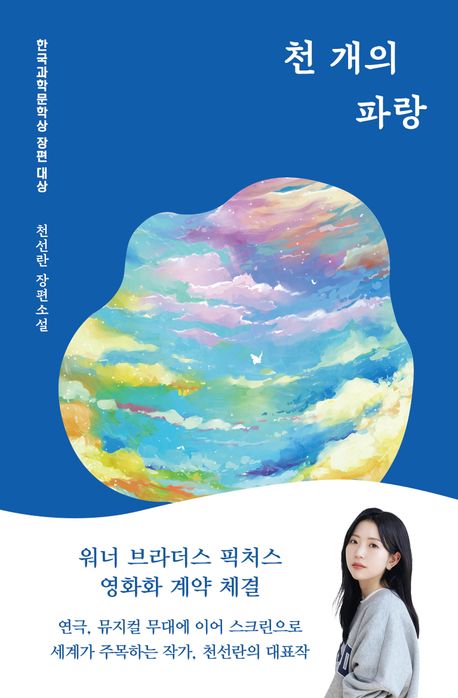 천 개의
파랑
한국과학문학상 장편 대상
천선란 장편소설
워너 브라더스 픽처스
영화화 계약 체결
연극, 뮤지컬 무대에 이어 스크린으로
세계가 주목하는 작가, 천선란의 대표작